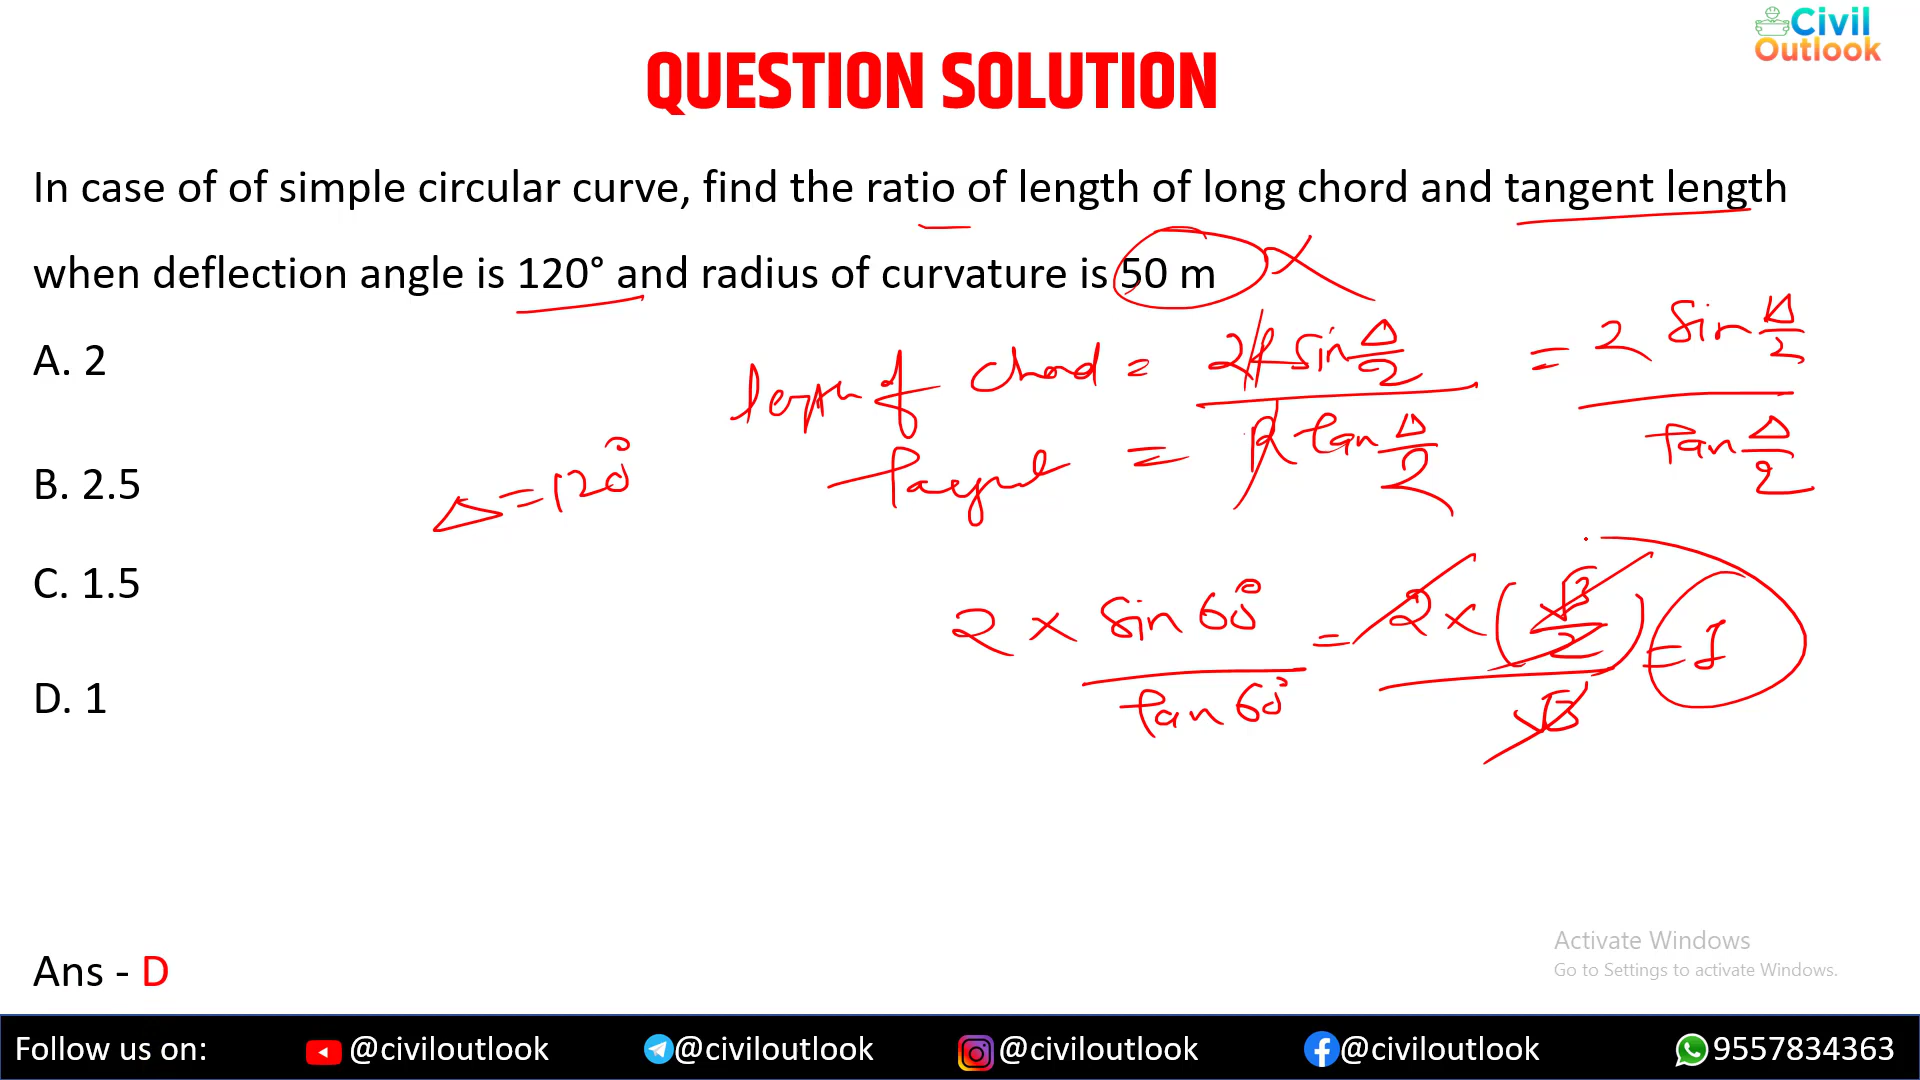 Civil
Outlook
QUESTION SOLUTION
In case of of simple circular curve, find the ratio of length of long chord and tangent length
when deflection angle is 120° and radius of curvature is 50 m
A. 2
length of chord = 2R sin Δ/2 = 2 sin Δ/2
Tangent = R tan Δ/2 tan Δ/2
B. 2.5
Δ = 120°
C. 1.5
2 × sin 60° = 2 × (√3/2) = 1
tan 60° √3
D. 1
Activate Windows
Go to Settings to activate Windows.
Ans - D
Follow us on: @civiloutlook @civiloutlook @civiloutlook @civiloutlook 9557834363